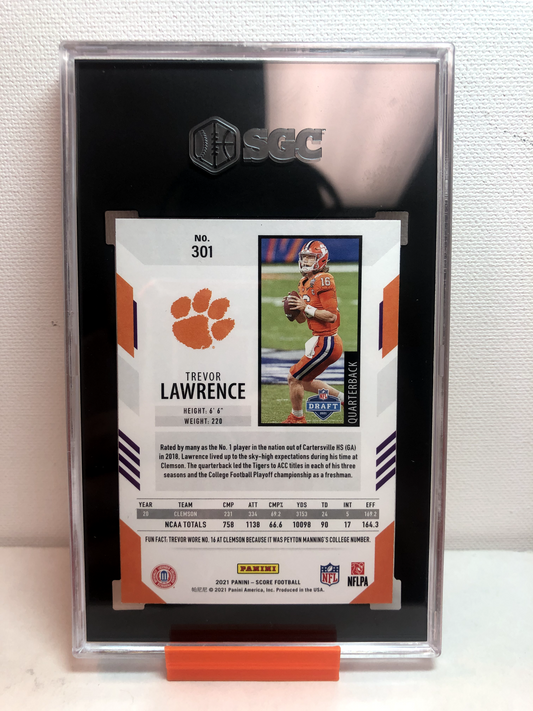 SGC
No.
301
16
TREVOR
LAWRENCE
HEIGHT: 6' 6"
WEIGHT: 220
QUARTERBACK
NFL
DRAFT
Rated by many as the No. 1 player in the nation out of Cartersville HS (GA)
in 2018, Lawrence lived up to the sky-high expectations during his time at
Clemson. The quarterback led the Tigers to ACC titles in each of his three
seasons and the College Football Playoff championship as a freshman.
YEAR TEAM CMP ATT CMP% YDS TD INT EFF
20 CLEMSON 231 334 69.2 3153 24 5 169.2
NCAA TOTALS 758 1138 66.6 10098 90 17 164.3
FUN FACT: TREVOR WORE NO. 16 AT CLEMSON BECAUSE IT WAS PEYTON MANNING'S COLLEGE NUMBER.
PANINI
2021 PANINI – SCORE FOOTBALL
© 2021 Panini America, Inc. Produced in the USA.
NFL
NFLPA